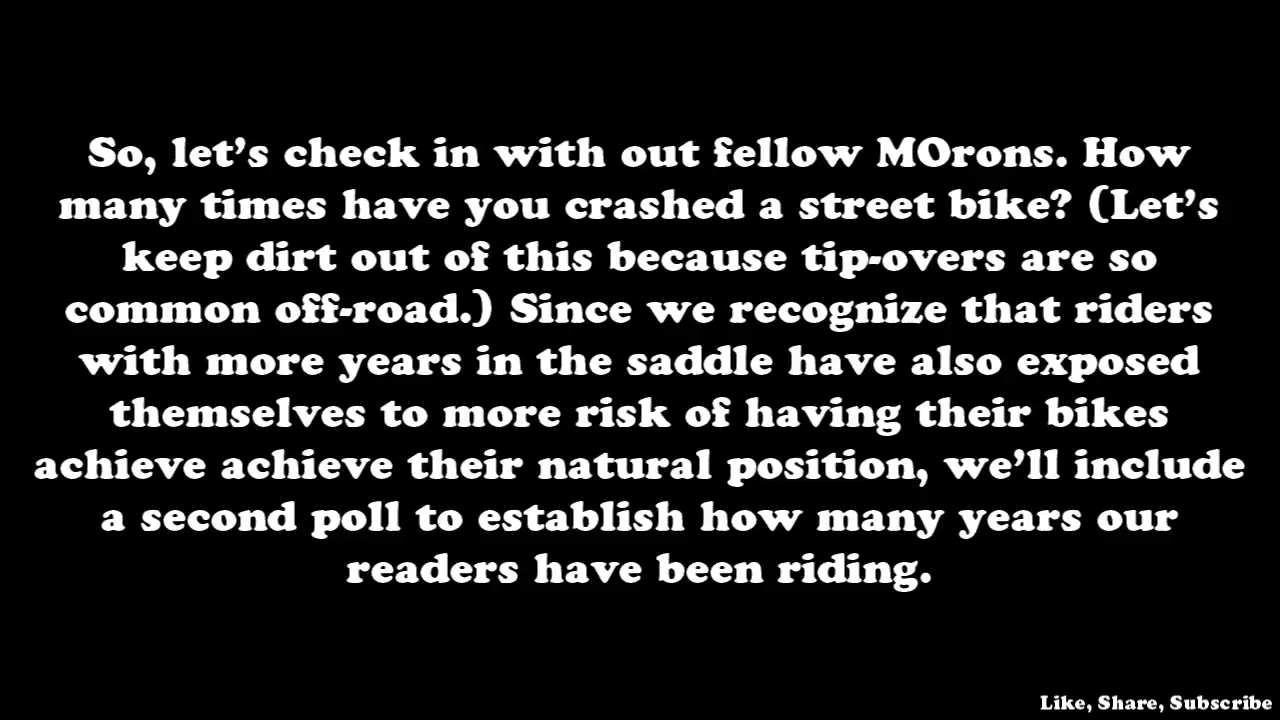 So, let’s check in with out fellow MOrons. How
many times have you crashed a street bike? (Let’s
keep dirt out of this because tip-overs are so
common off-road.) Since we recognize that riders
with more years in the saddle have also exposed
themselves to more risk of having their bikes
achieve achieve their natural position, we’ll include
a second poll to establish how many years our
readers have been riding.
Like, Share, Subscribe